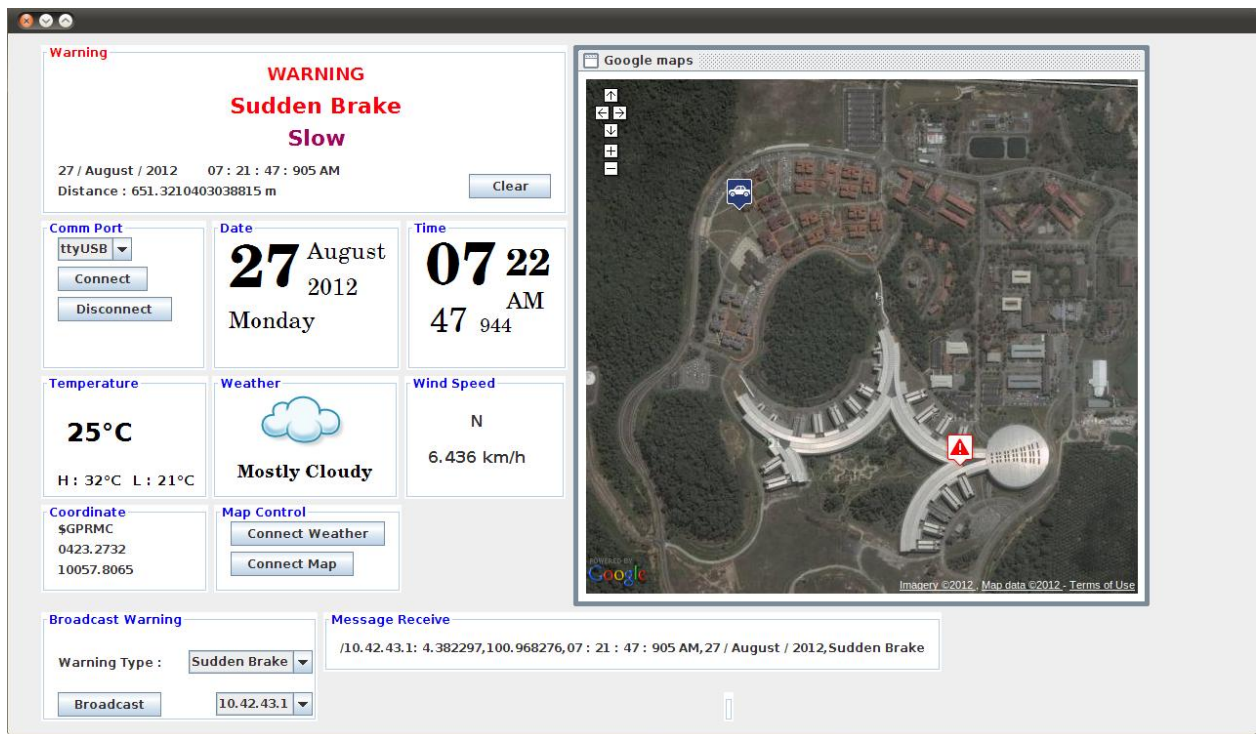 Warning
WARNING
Sudden Brake
Slow
27 / August / 2012 07 : 21 : 47 : 905 AM
Distance : 651.3210403038815 m
Clear
Comm Port
ttyUSB
Connect
Disconnect
Date
27 August
2012
Monday
Time
07 22
AM
47 944
Temperature
25°C
H : 32°C L : 21°C
Weather
Mostly Cloudy
Wind Speed
N
6.436 km/h
Coordinate
$GPRMC
0423.2732
10057.8065
Map Control
Connect Weather
Connect Map
Google maps
POWERED BY
Google
Imagery ©2012 , Map data ©2012 - Terms of Use
Broadcast Warning
Warning Type : Sudden Brake
Broadcast 10.42.43.1
Message Receive
/10.42.43.1: 4.382297,100.968276,07 : 21 : 47 : 905 AM,27 / August / 2012,Sudden Brake